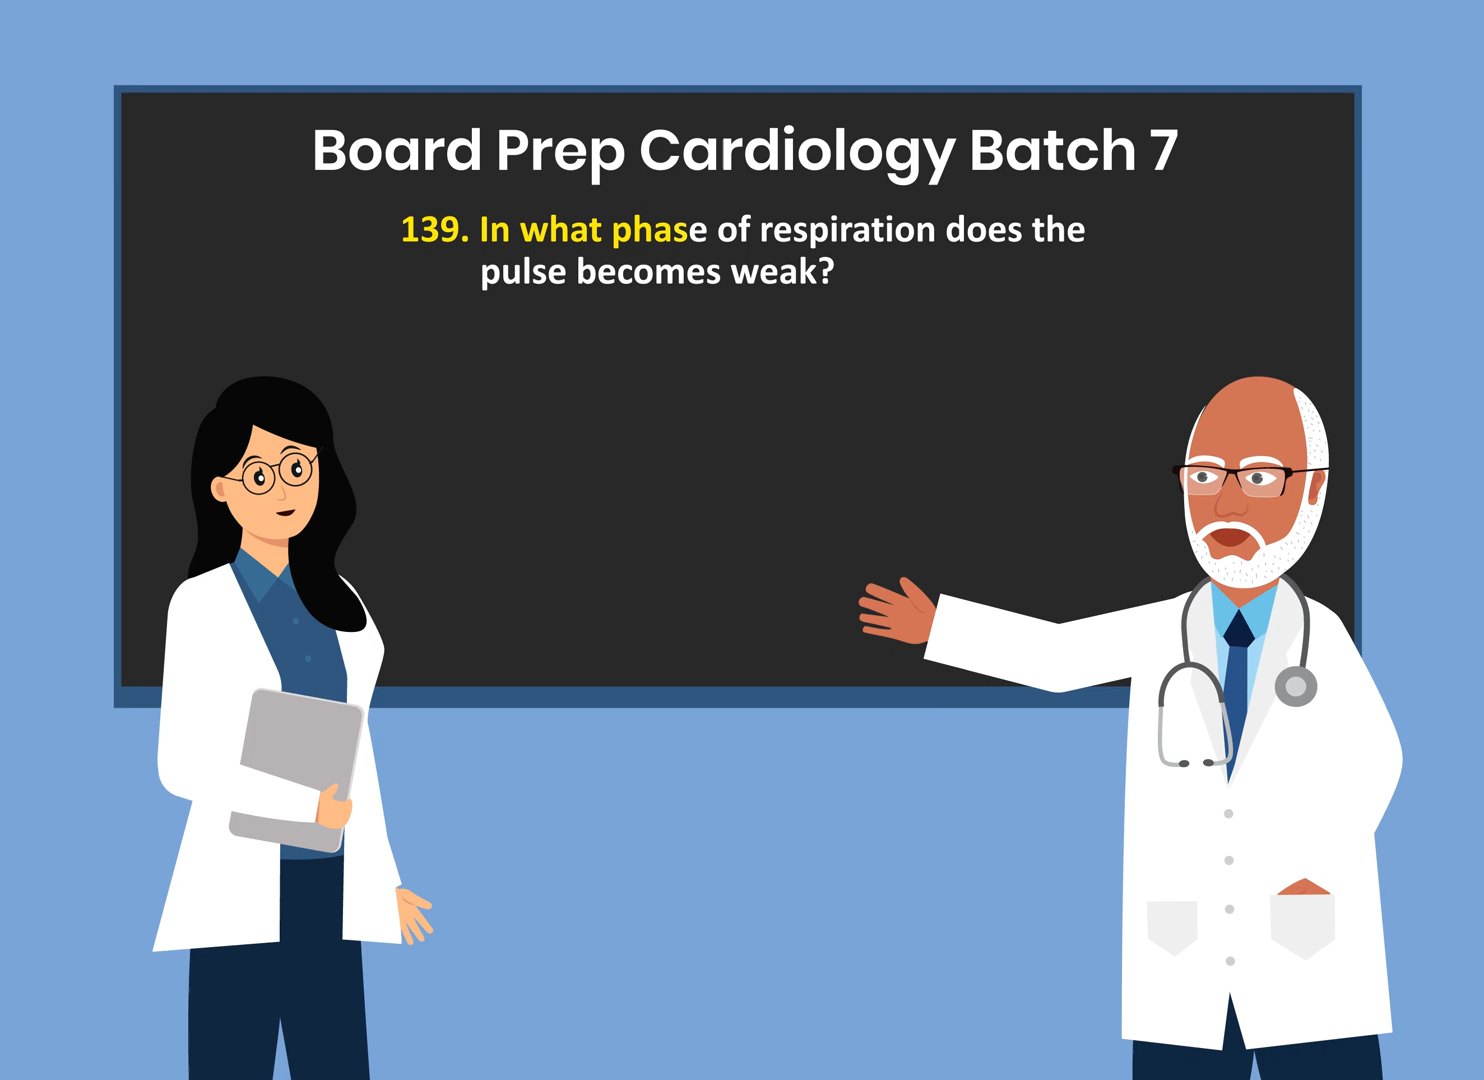 Board Prep Cardiology Batch 7
139. In what phase of respiration does the
pulse becomes weak?